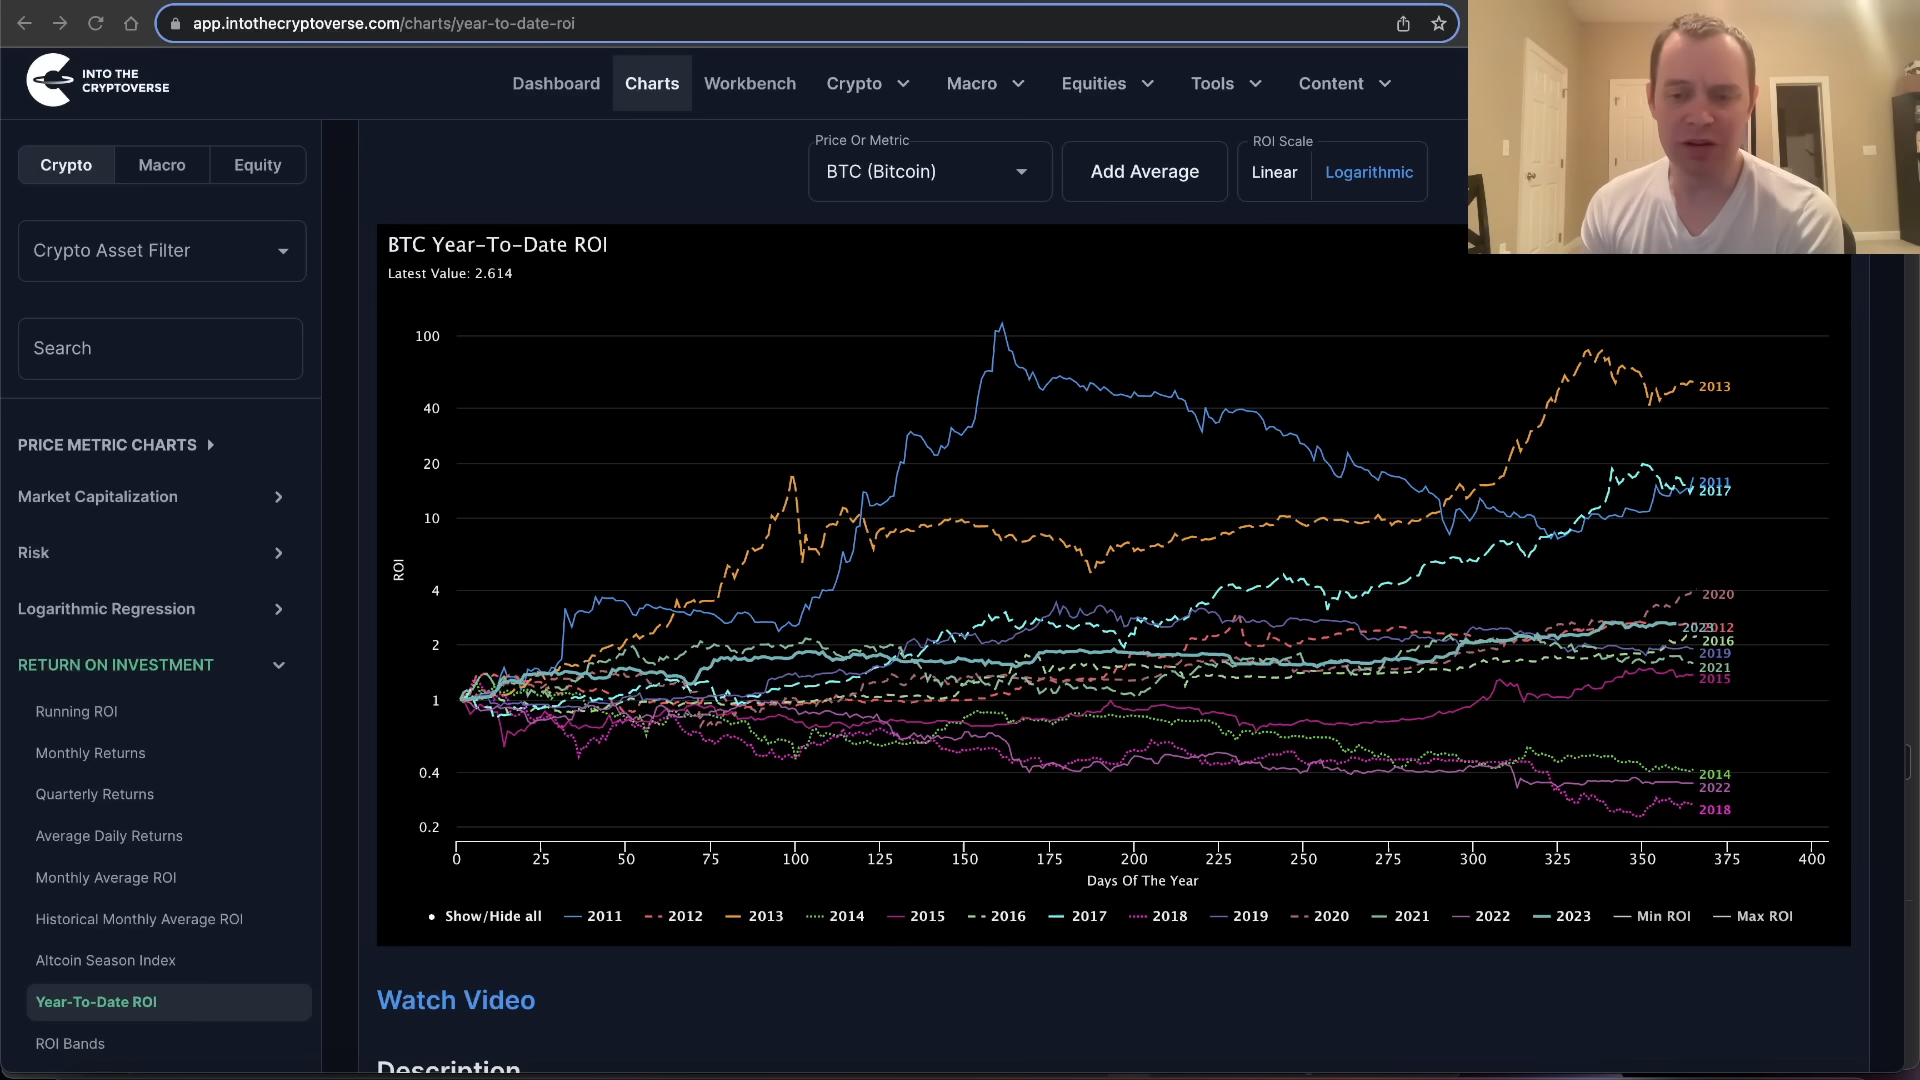 app.intothecryptoverse.com/charts/year-to-date-roi
INTO THE
CRYPTOVERSE
Dashboard
Charts
Workbench
Crypto
Macro
Equities
Tools
Content
Crypto
Macro
Equity
Crypto Asset Filter
Search
PRICE METRIC CHARTS
Market Capitalization
Risk
Logarithmic Regression
RETURN ON INVESTMENT
Running ROI
Monthly Returns
Quarterly Returns
Average Daily Returns
Monthly Average ROI
Historical Monthly Average ROI
Altcoin Season Index
Year-To-Date ROI
ROI Bands
Price Or Metric
BTC (Bitcoin)
Add Average
ROI Scale
Linear
Logarithmic
BTC Year-To-Date ROI
Latest Value: 2.614
100
40
20
10
4
2
1
0.4
0.2
ROI
2013
2011
2017
2020
2023
2012
2016
2019
2021
2015
2014
2022
2018
0 25 50 75 100 125 150 175 200 225 250 275 300 325 350 375 400
Days Of The Year
Show/Hide all 2011 2012 2013 2014 2015 2016 2017 2018 2019 2020 2021 2022 2023 Min ROI Max ROI
Watch Video
Description